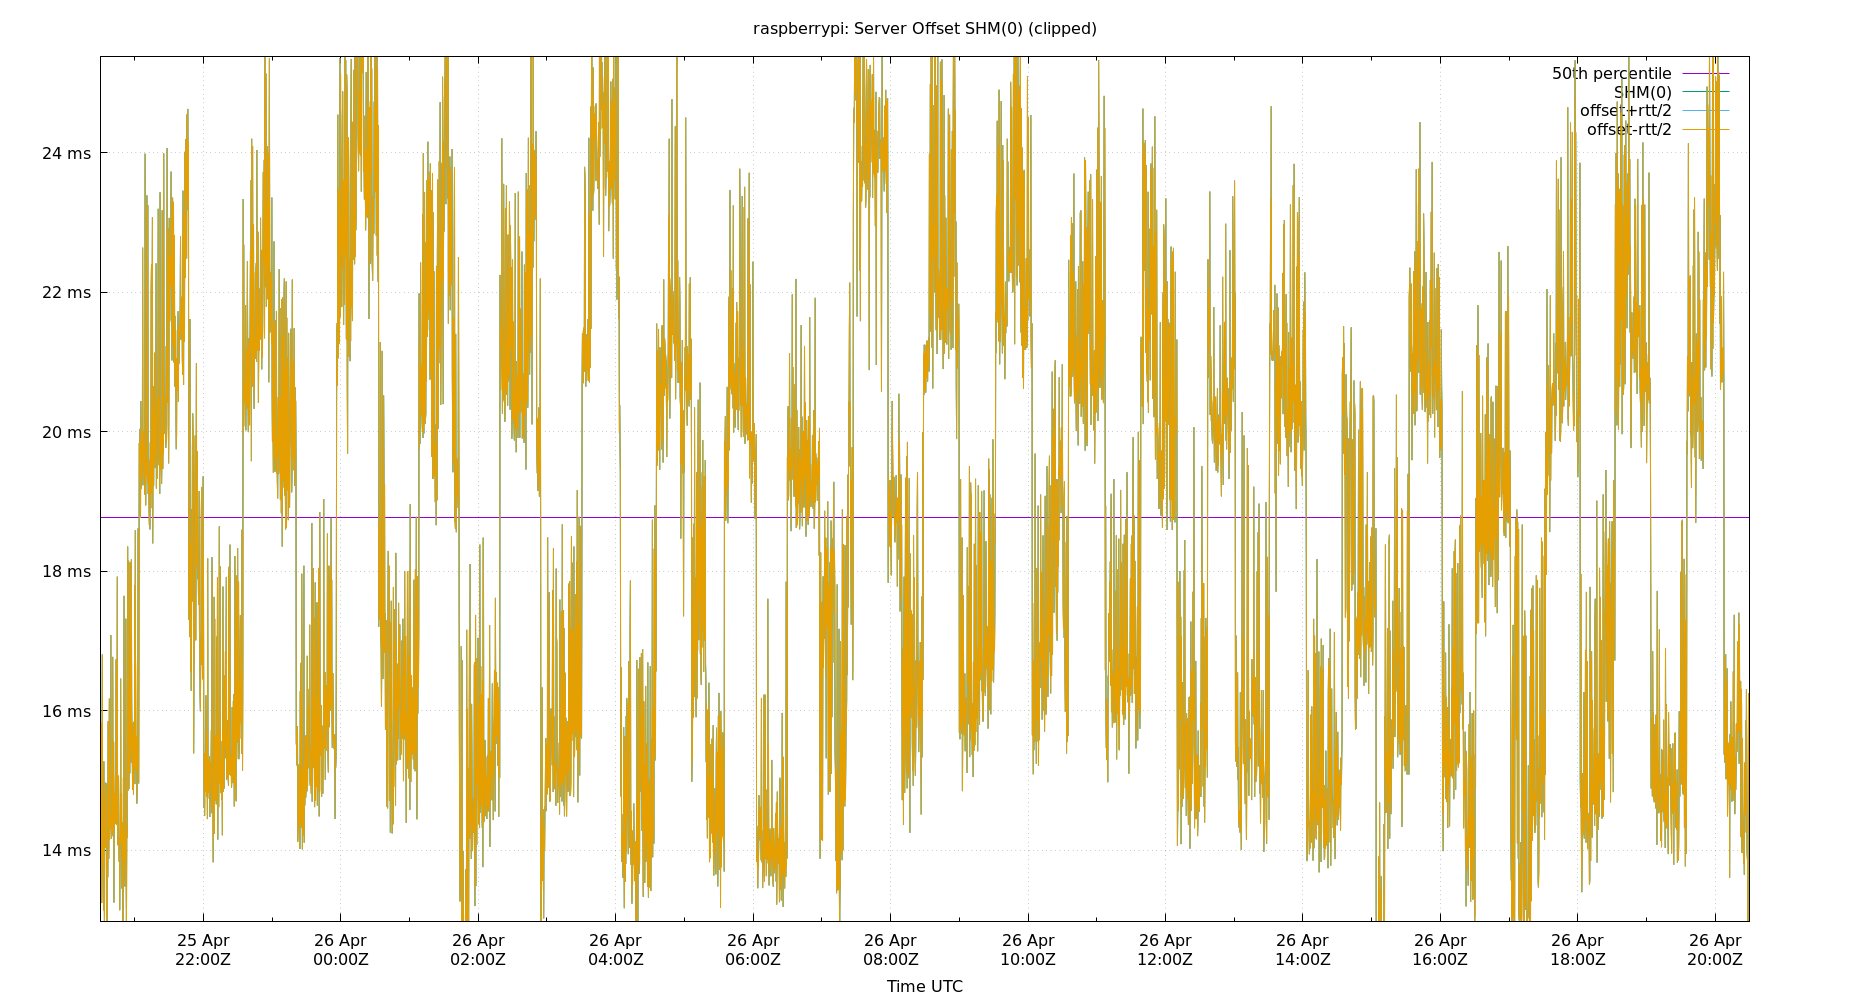 raspberrypi: Server Offset SHM(0) (clipped)
50th percentile
SHM(0)
offset+rtt/2
offset-rtt/2
24 ms
22 ms
20 ms
18 ms
16 ms
14 ms
25 Apr 26 Apr 26 Apr 26 Apr 26 Apr 26 Apr 26 Apr 26 Apr 26 Apr 26 Apr 26 Apr 26 Apr
22:00Z 00:00Z 02:00Z 04:00Z 06:00Z 08:00Z 10:00Z 12:00Z 14:00Z 16:00Z 18:00Z 20:00Z
Time UTC